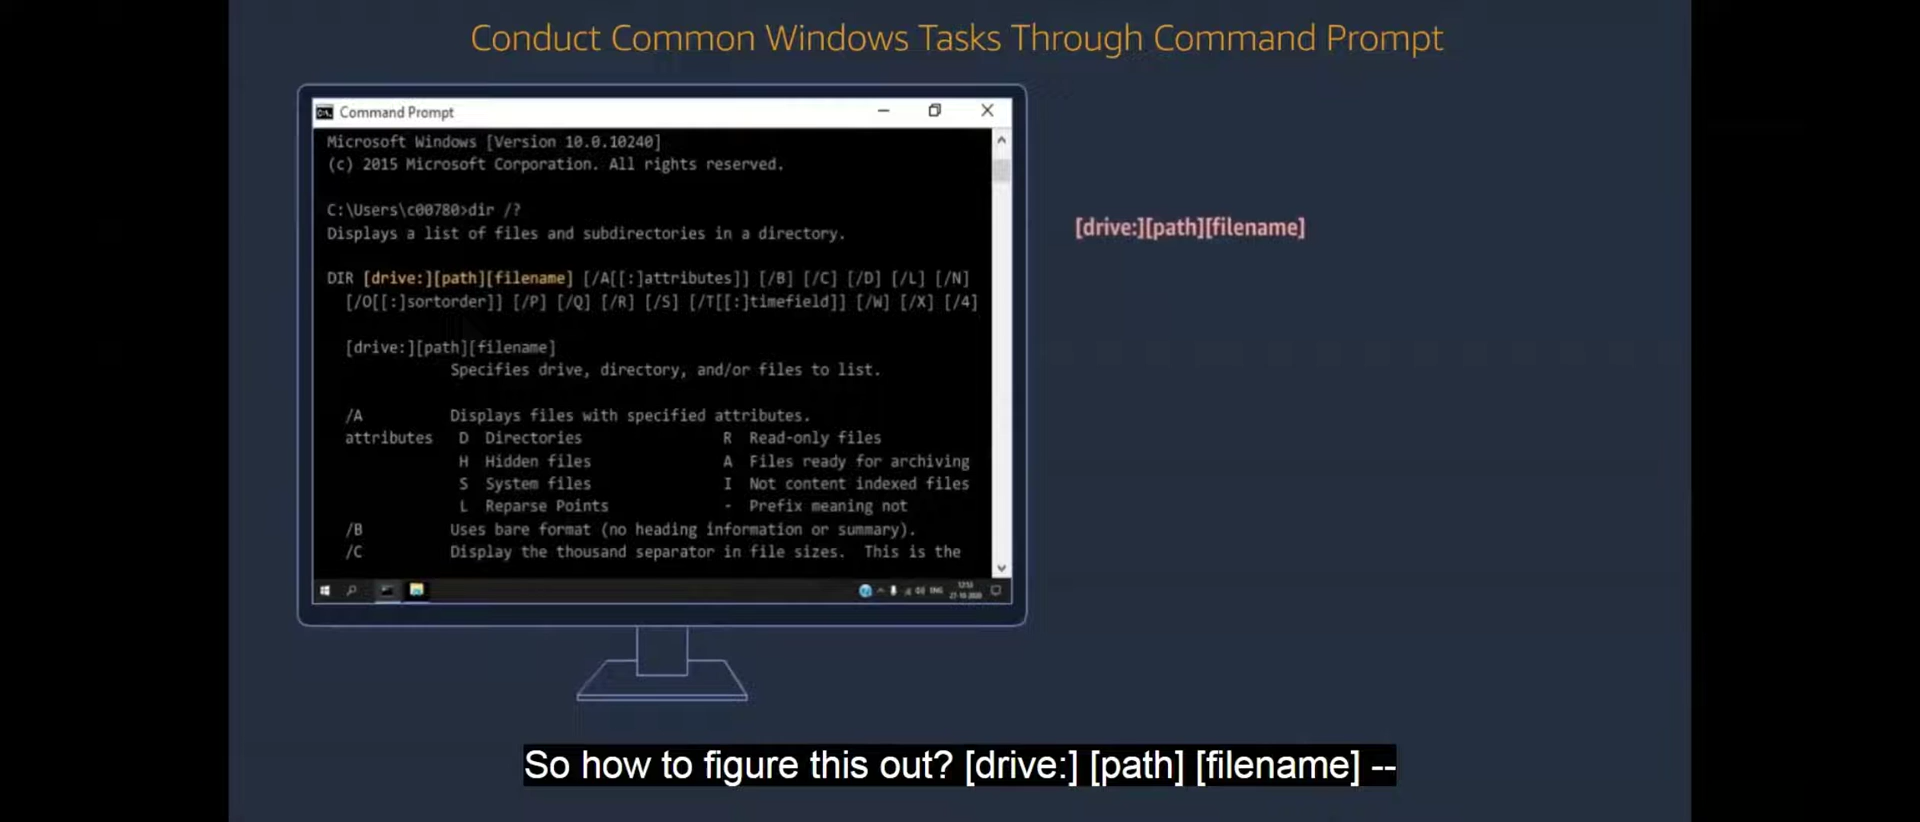 Conduct Common Windows Tasks Through Command Prompt
Command Prompt
Microsoft Windows [Version 10.0.10240]
(c) 2015 Microsoft Corporation. All rights reserved.
C:\Users\c00780>dir /?
Displays a list of files and subdirectories in a directory.
DIR [drive:][path][filename] [/A[[:]attributes]] [/B] [/C] [/D] [/L] [/N]
[/O[[:]sortorder]] [/P] [/Q] [/R] [/S] [/T[[:]timefield]] [/W] [/X] [/4]
[drive:][path][filename]
Specifies drive, directory, and/or files to list.
/A Displays files with specified attributes.
attributes D Directories R Read-only files
H Hidden files A Files ready for archiving
S System files I Not content indexed files
L Reparse Points - Prefix meaning not
/B Uses bare format (no heading information or summary).
/C Display the thousand separator in file sizes. This is the
ENG
[drive:][path][filename]
So how to figure this out? [drive:] [path] [filename] --